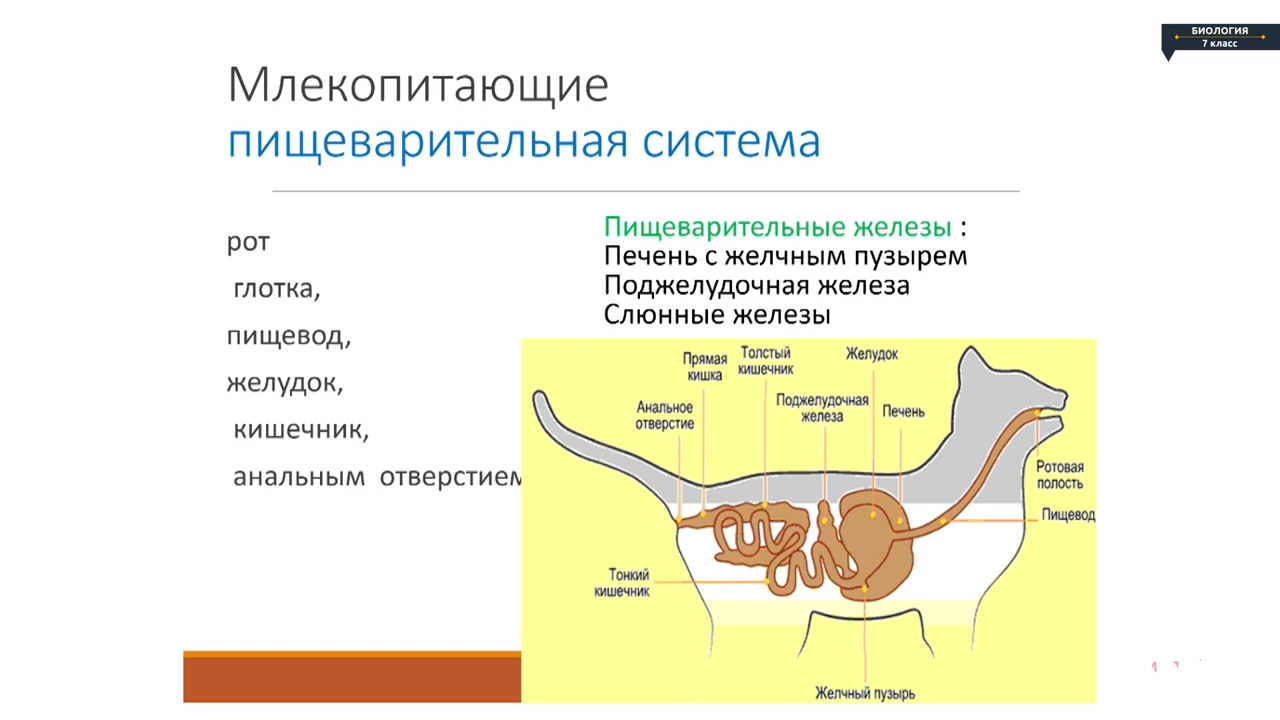 БИОЛОГИЯ
7 класс
Млекопитающие
пищеварительная система
рот
глотка,
пищевод,
желудок,
кишечник,
анальным отверстием
Пищеварительные железы :
Печень с желчным пузырем
Поджелудочная железа
Слюнные железы
Прямая
кишка
Толстый
кишечник
Желудок
Анальное
отверстие
Поджелудочная
железа
Печень
Ротовая
полость
Пищевод
Тонкий
кишечник
Желчный пузырь